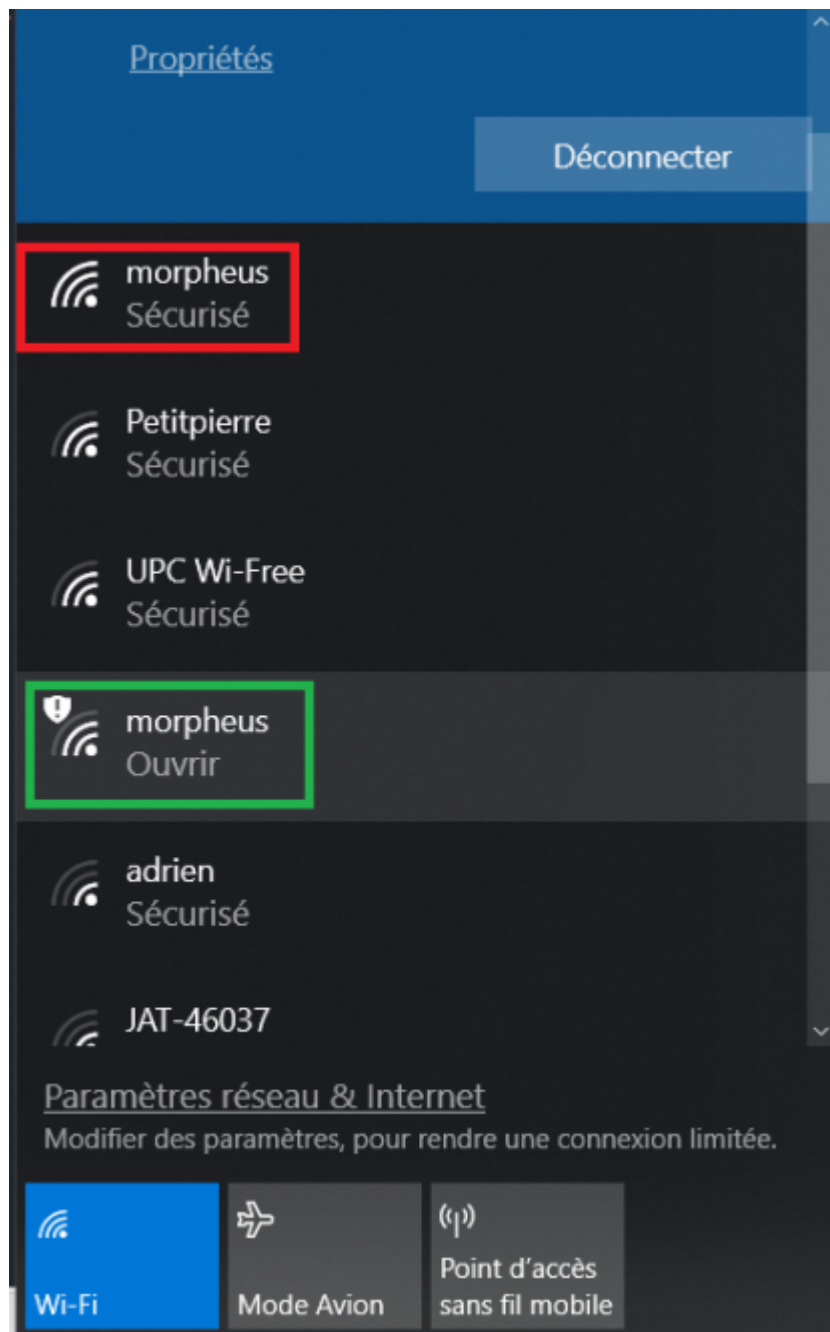 Propriétés
Déconnecter
morpheus
Sécurisé
Petitpierre
Sécurisé
UPC Wi-Free
Sécurisé
morpheus
Ouvrir
adrien
Sécurisé
JAT-46037
Paramètres réseau & Internet
Modifier des paramètres, pour rendre une connexion limitée.
Wi-Fi
Mode Avion
Point d’accès
sans fil mobile